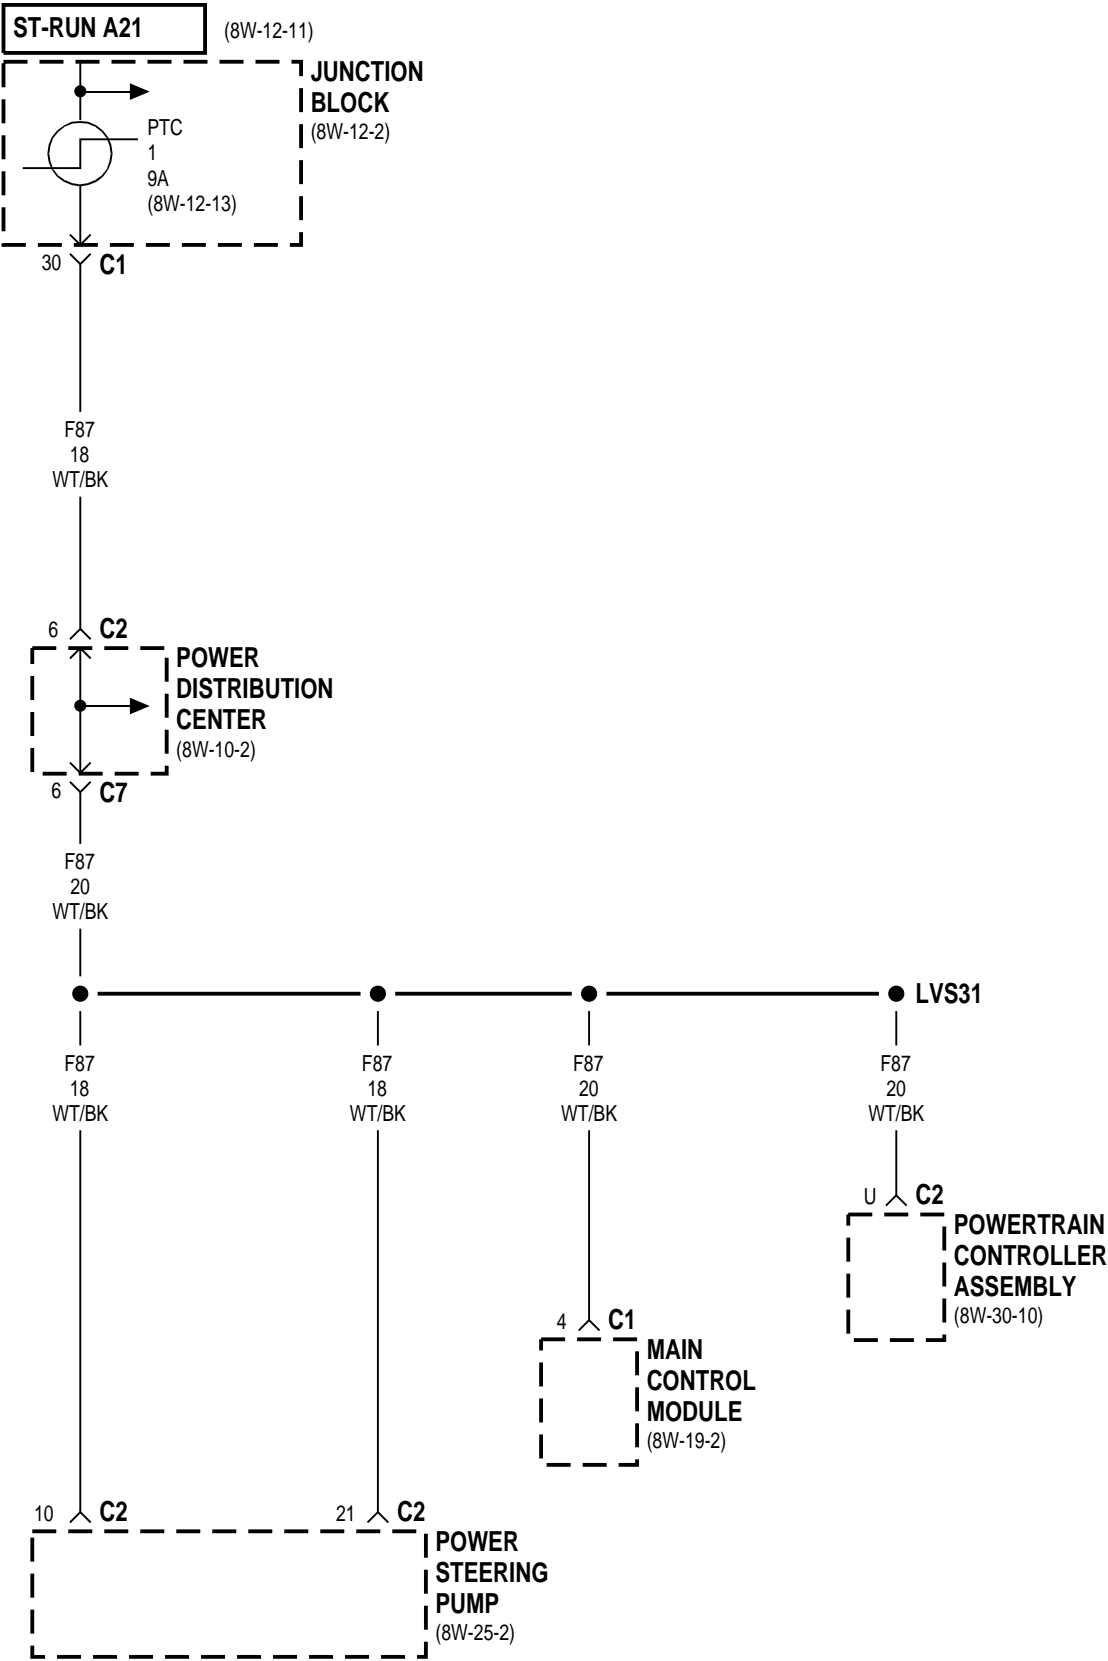 ST-RUN A21 (8W-12-11)
JUNCTION
BLOCK
(8W-12-2)
PTC
1
9A
(8W-12-13)
30 C1
F87
18
WT/BK
6 C2
POWER
DISTRIBUTION
CENTER
(8W-10-2)
6 C7
F87
20
WT/BK
LVS31
F87
18
WT/BK
F87
18
WT/BK
F87
20
WT/BK
F87
20
WT/BK
U C2
POWERTRAIN
CONTROLLER
ASSEMBLY
(8W-30-10)
4 C1
MAIN
CONTROL
MODULE
(8W-19-2)
10 C2
21 C2
POWER
STEERING
PUMP
(8W-25-2)